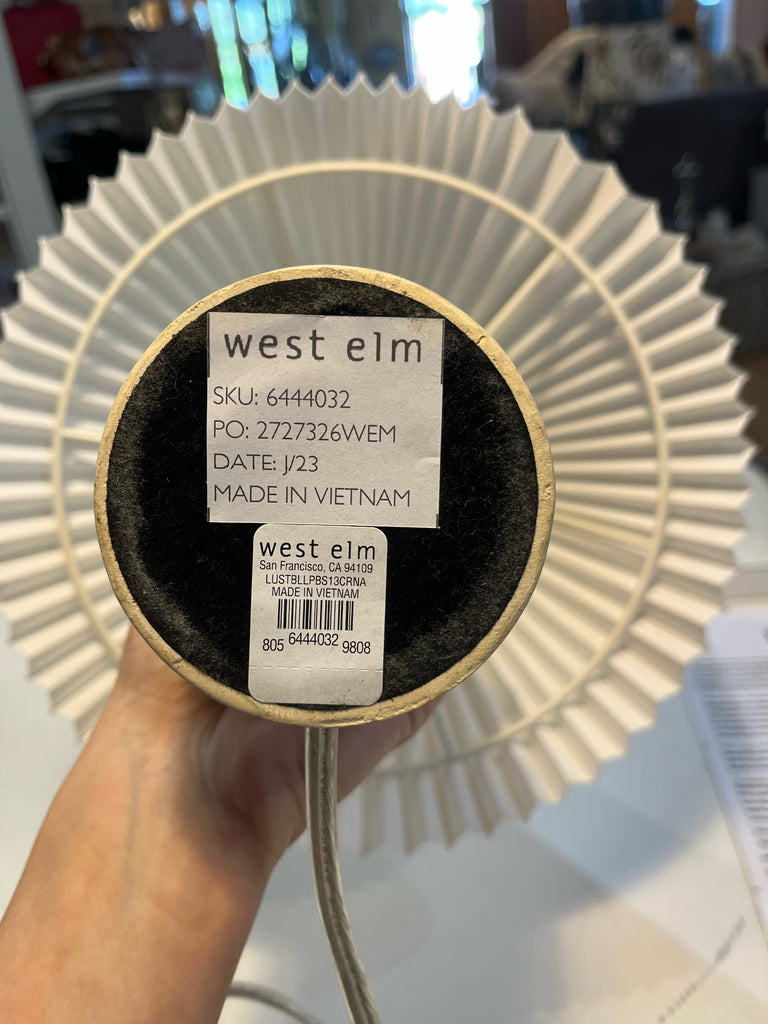 west elm
SKU: 6444032
PO: 2727326WEM
DATE: J/23
MADE IN VIETNAM
west elm
San Francisco, CA 94109
LUSTBLLPBS13CRNA
MADE IN VIETNAM
805 6444032 9808